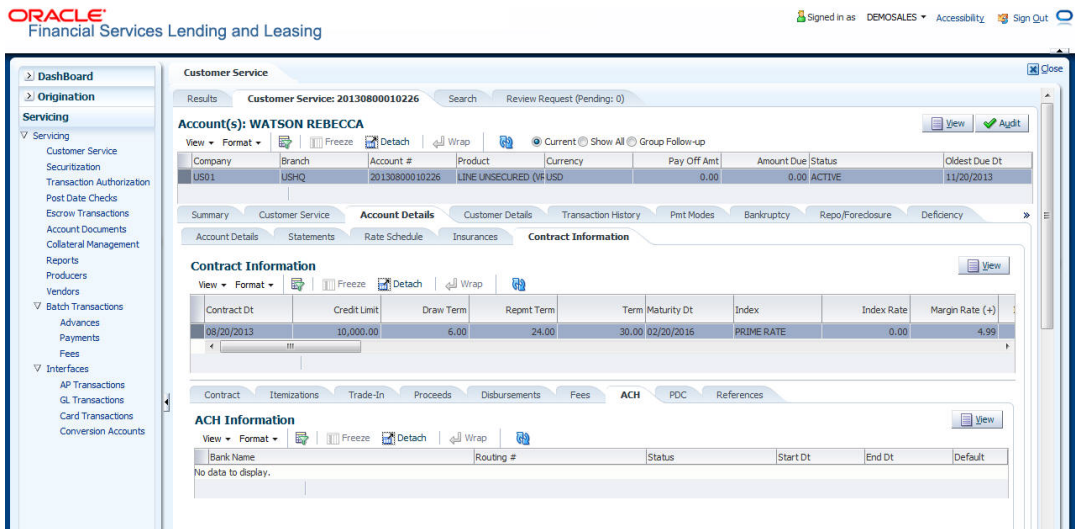 ORACLE
Financial Services Lending and Leasing
Signed in as DEMOSALES Accessibility Sign Out
Close
DashBoard
Origination
Servicing
Servicing
Customer Service
Securitization
Transaction Authorization
Post Date Checks
Escrow Transactions
Account Documents
Collateral Management
Reports
Producers
Vendors
Batch Transactions
Advances
Payments
Fees
Interfaces
AP Transactions
GL Transactions
Card Transactions
Conversion Accounts
Customer Service
Results Customer Service: 20130800010226 Search Review Request (Pending: 0)
Account(s): WATSON REBECCA
View Audit
View Format Freeze Detach Wrap Current Show All Group Follow-up
Company Branch Account # Product Currency Pay Off Amt Amount Due Status Oldest Due Dt
US01 USHQ 20130800010226 LINE UNSECURED (VR USD 0.00 0.00 ACTIVE 11/20/2013
Summary Customer Service Account Details Customer Details Transaction History Pmt Modes Bankruptcy Repo/Foreclosure Deficiency »
Account Details Statements Rate Schedule Insurances Contract Information
Contract Information
View
View Format Freeze Detach Wrap
Contract Dt Credit Limit Draw Term Repmt Term Term Maturity Dt Index Index Rate Margin Rate (+)
08/20/2013 10,000.00 6.00 24.00 30.00 02/20/2016 PRIME RATE 0.00 4.99
Contract Itemizations Trade-In Proceeds Disbursements Fees ACH PDC References
ACH Information
View
View Format Freeze Detach Wrap
Bank Name Routing # Status Start Dt End Dt Default
No data to display.